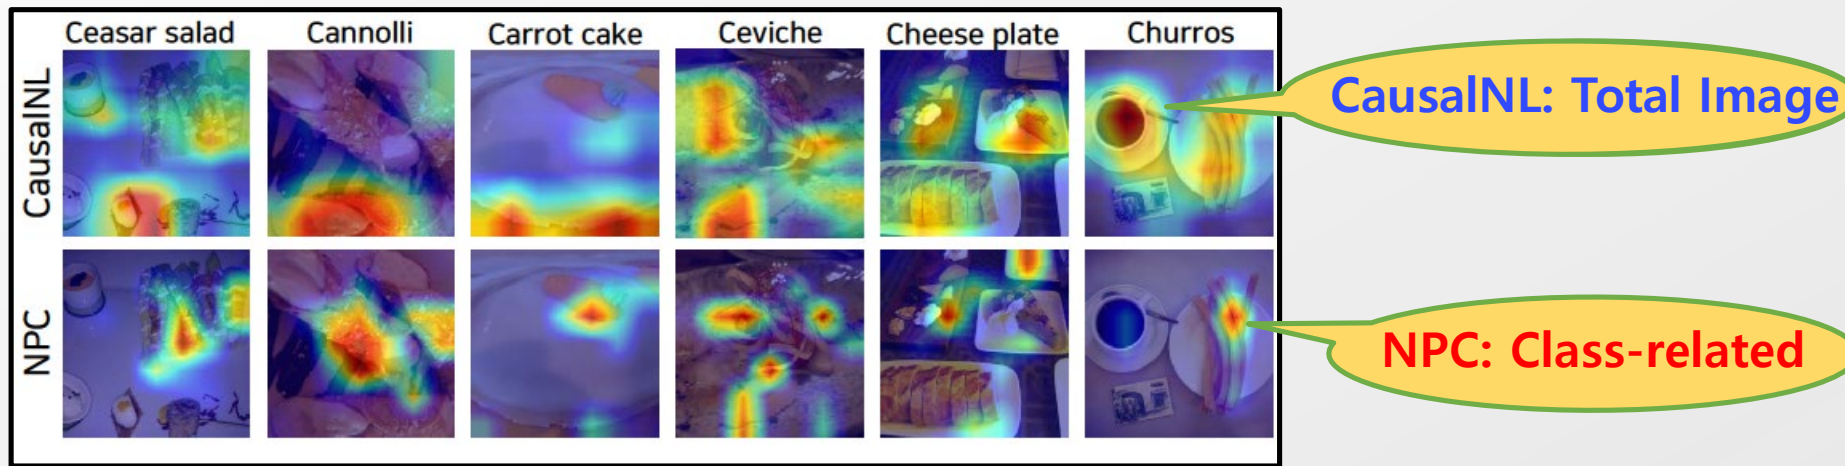 Ceasar salad
Cannolli
Carrot cake
Ceviche
Cheese plate
Churros
CausalNL
CausalNL: Total Image
NPC
NPC: Class-related